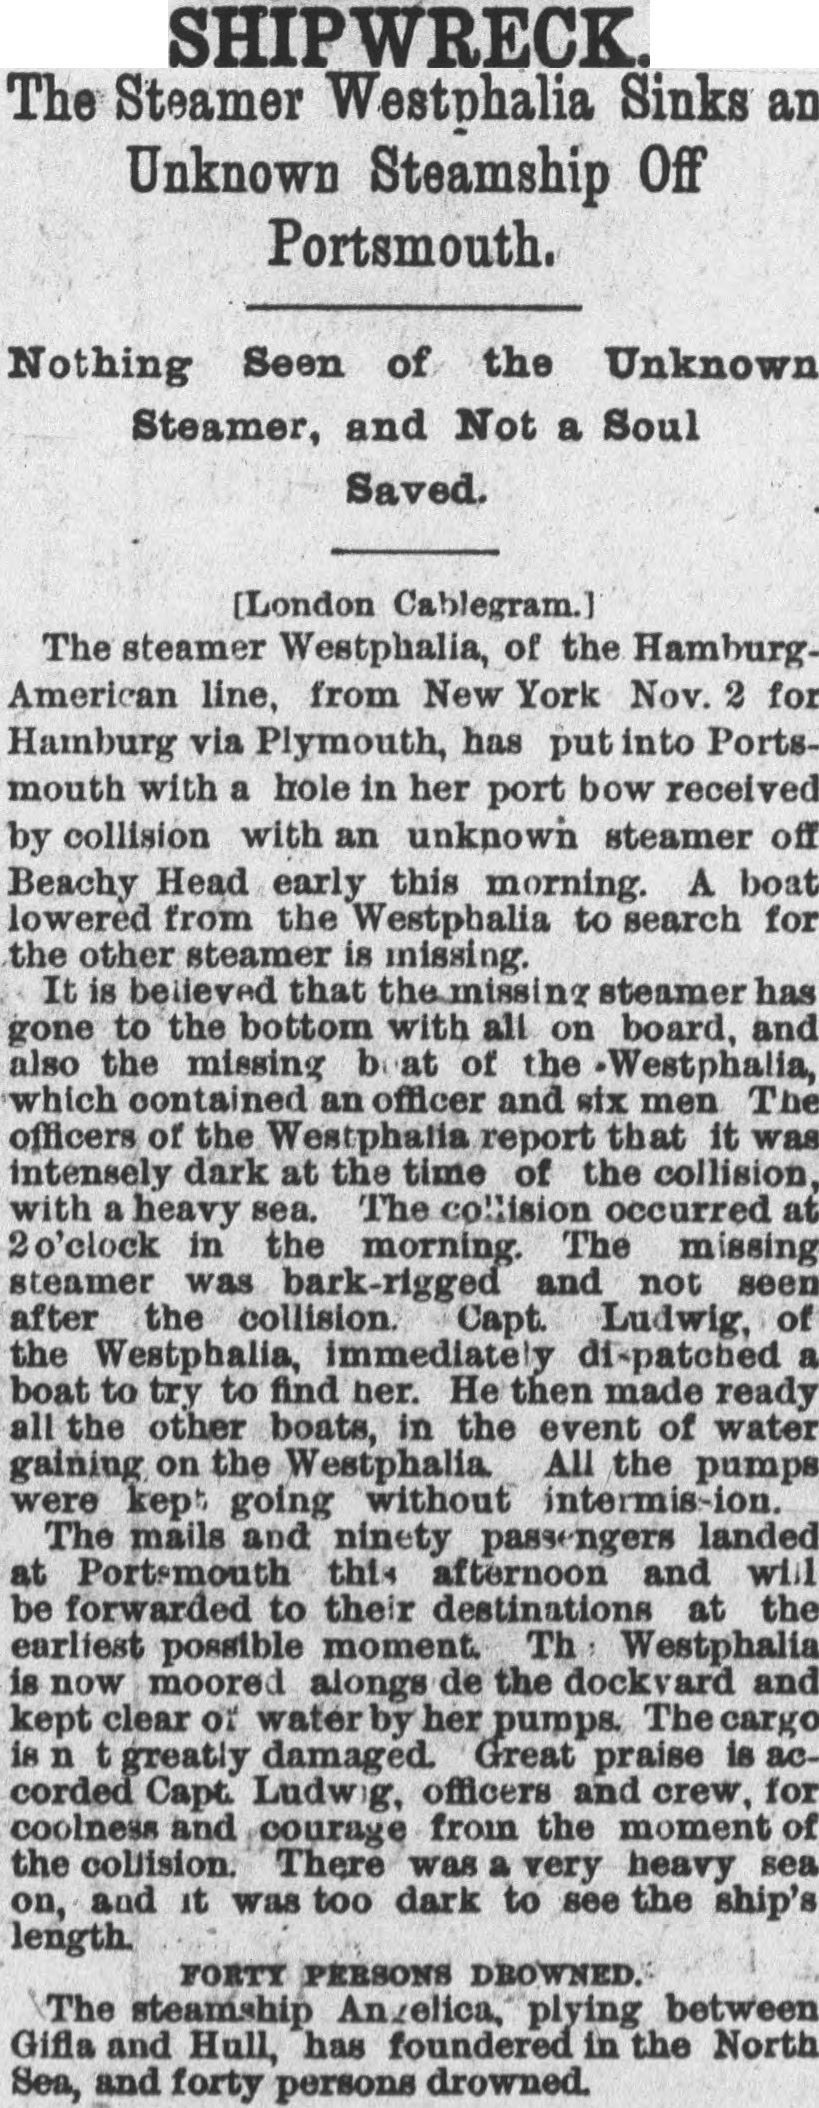 SHIPWRECK.
The Steamer Westphalia Sinks an
Unknown Steamship Off
Portsmouth.
Nothing Seen of the Unknown
Steamer, and Not a Soul
Saved.
[London Cablegram.]
The steamer Westphalia, of the Hamburg-
American line, from New York Nov. 2 for
Hamburg via Plymouth, has put into Ports-
mouth with a hole in her port bow received
by collision with an unknown steamer off
Beachy Head early this morning. A boat
lowered from the Westphalia to search for
the other steamer is missing.
It is believed that the missing steamer has
gone to the bottom with all on board, and
also the missing boat of the Westphalia,
which contained an officer and six men The
officers of the Westphalia report that it was
intensely dark at the time of the collision,
with a heavy sea. The collision occurred at
2 o'clock in the morning. The missing
steamer was bark-rigged and not seen
after the collision. Capt. Ludwig, of
the Westphalia, immediately dispatched a
boat to try to find her. He then made ready
all the other boats, in the event of water
gaining on the Westphalia. All the pumps
were kept going without intermission.
The mails and ninety passengers landed
at Portsmouth this afternoon and will
be forwarded to their destinations at the
earliest possible moment. The Westphalia
is now moored alongside the dockyard and
kept clear of water by her pumps. The cargo
is not greatly damaged. Great praise is ac-
corded Capt. Ludwig, officers and crew, for
coolness and courage from the moment of
the collision. There was a very heavy sea
on, and it was too dark to see the ship's
length.
FORTY PERSONS DROWNED.
The steamship Angelica, plying between
Gifla and Hull, has foundered in the North
Sea, and forty persons drowned.